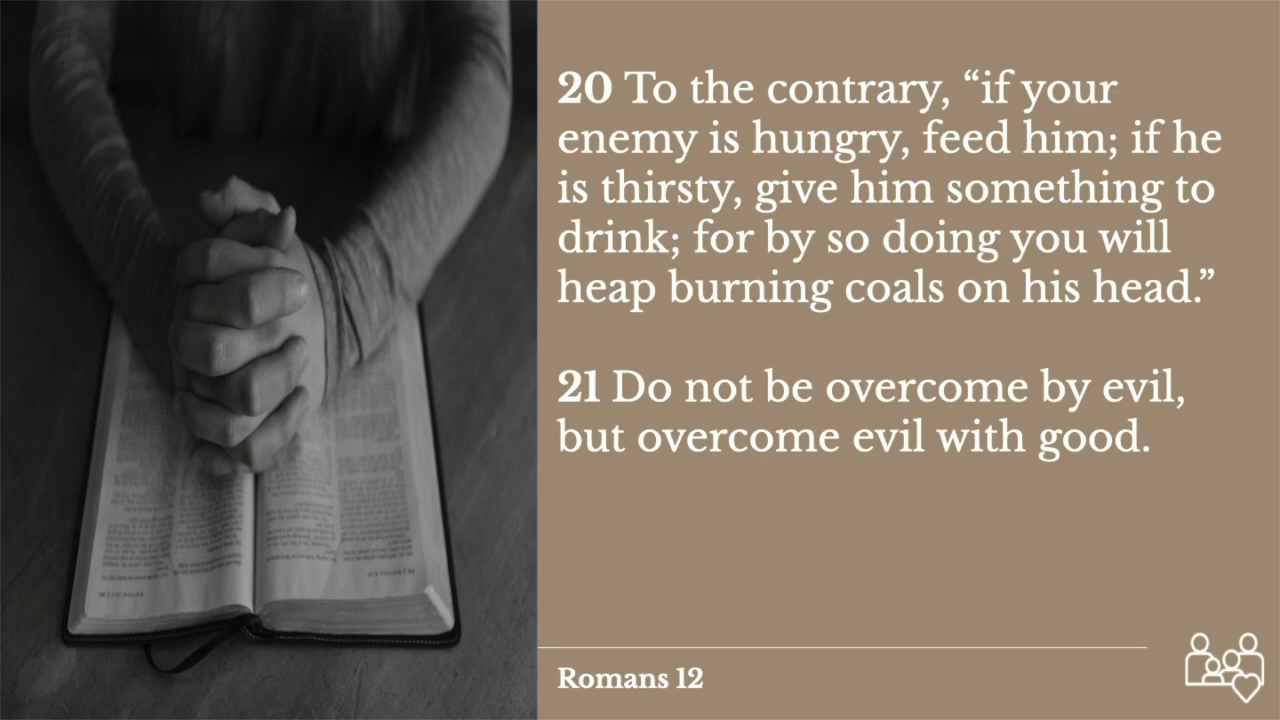 20 To the contrary, “if your
enemy is hungry, feed him; if he
is thirsty, give him something to
drink; for by so doing you will
heap burning coals on his head.”
21 Do not be overcome by evil,
but overcome evil with good.
Romans 12